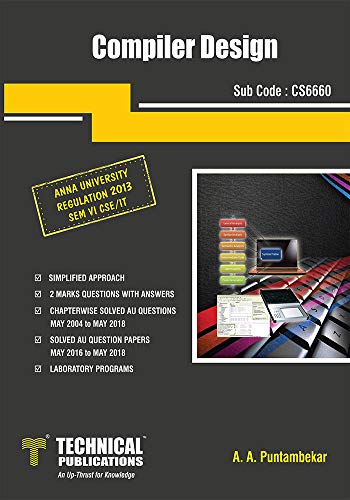 Compiler Design
Sub Code : CS6660
ANNA UNIVERSITY
REGULATION 2013
SEM VI CSE/IT
SIMPLIFIED APPROACH
2 MARKS QUESTIONS WITH ANSWERS
CHAPTERWISE SOLVED AU QUESTIONS
MAY 2004 to MAY 2018
SOLVED AU QUESTION PAPERS
MAY 2016 to MAY 2018
LABORATORY PROGRAMS
TECHNICAL
PUBLICATIONS
An Up-Thrust for Knowledge
A. A. Puntambekar